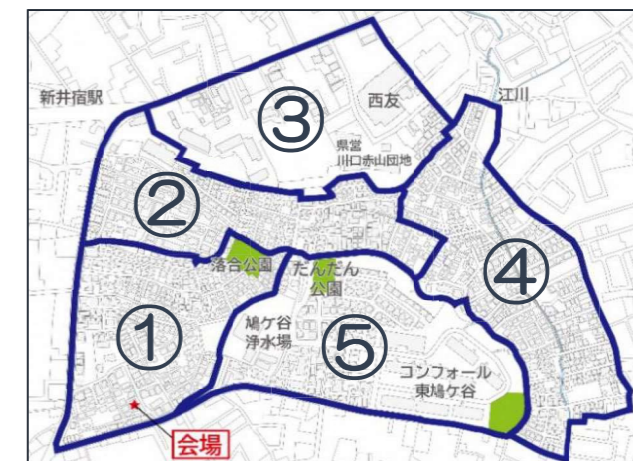 新井宿駅
西友
江川
③
県営
川口赤山団地
②
④
落合公園
だんだん
公園
①
鳩ケ谷
浄水場
⑤
コンフォール
東鳩ケ谷
会場